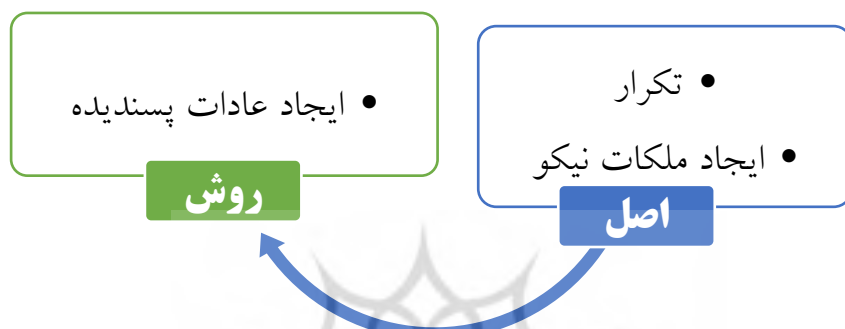 • تکرار
• ایجاد ملکات نیکو
اصل
• ایجاد عادات پسندیده
روش